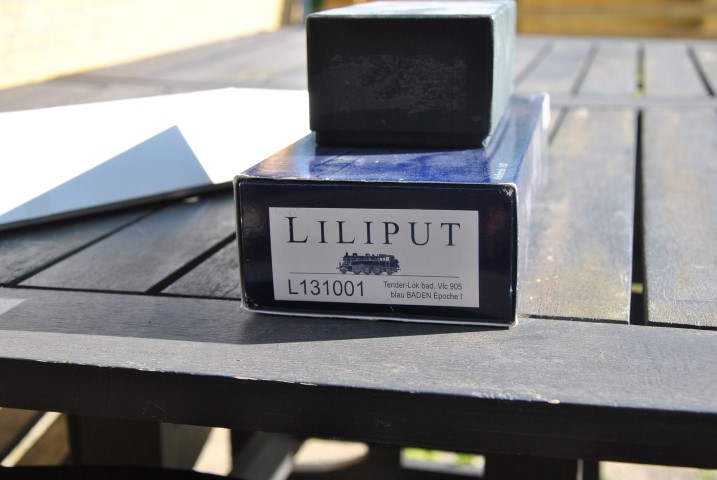 LILIPUT
L131001
Tender-Lok bad. VIc 905
blau BADEN Epoche I